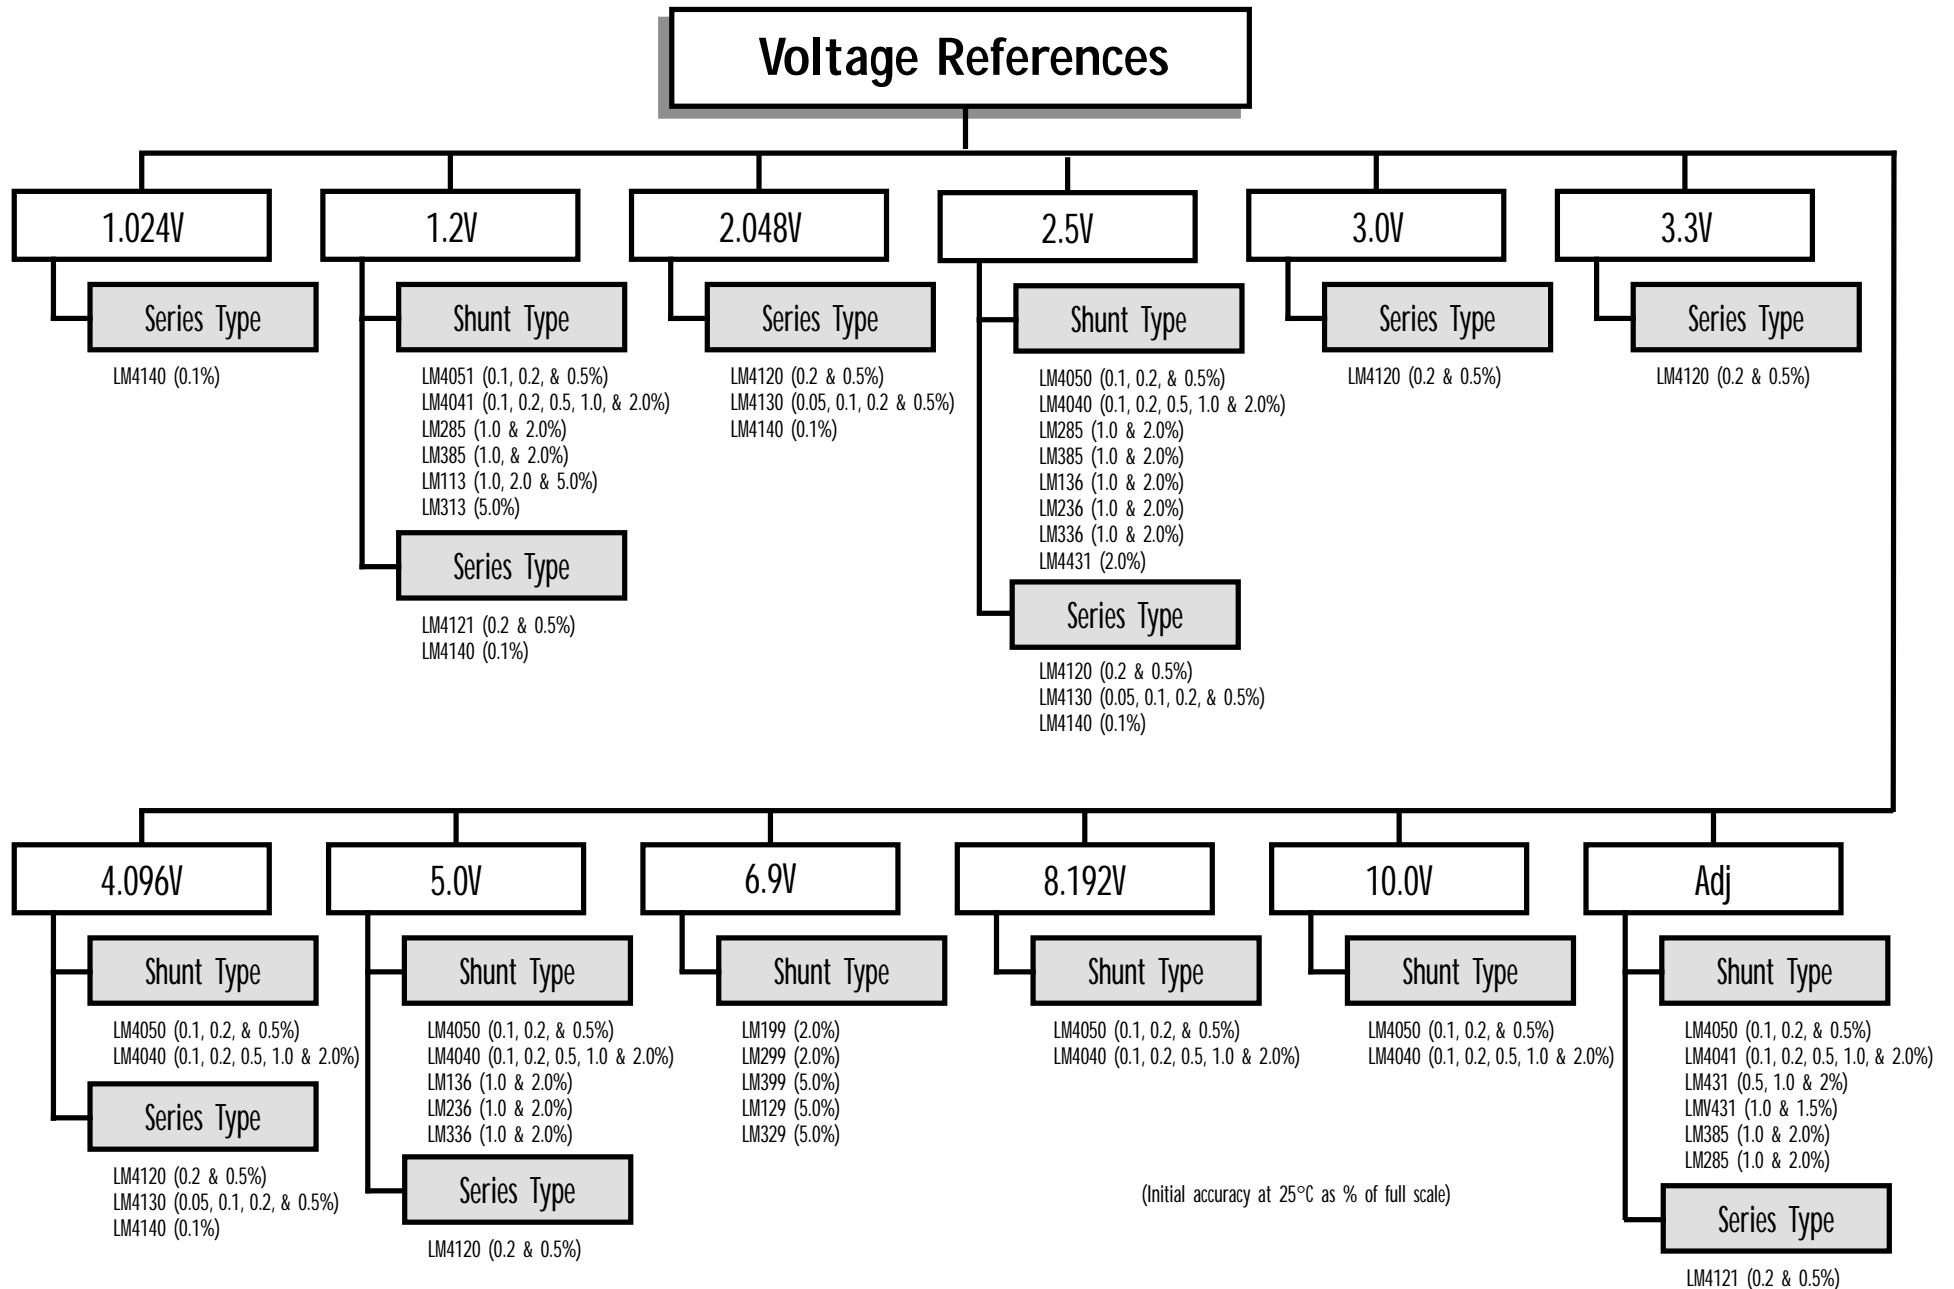 Voltage References
1.024V
Series Type
LM4140 (0.1%)
1.2V
Shunt Type
LM4051 (0.1, 0.2, & 0.5%)
LM4041 (0.1, 0.2, 0.5, 1.0, & 2.0%)
LM285 (1.0 & 2.0%)
LM385 (1.0, & 2.0%)
LM113 (1.0, 2.0 & 5.0%)
LM313 (5.0%)
Series Type
LM4121 (0.2 & 0.5%)
LM4140 (0.1%)
2.048V
Series Type
LM4120 (0.2 & 0.5%)
LM4130 (0.05, 0.1, 0.2 & 0.5%)
LM4140 (0.1%)
2.5V
Shunt Type
LM4050 (0.1, 0.2, & 0.5%)
LM4040 (0.1, 0.2, 0.5, 1.0 & 2.0%)
LM285 (1.0 & 2.0%)
LM385 (1.0 & 2.0%)
LM136 (1.0 & 2.0%)
LM236 (1.0 & 2.0%)
LM336 (1.0 & 2.0%)
LM4431 (2.0%)
Series Type
LM4120 (0.2 & 0.5%)
LM4130 (0.05, 0.1, 0.2, & 0.5%)
LM4140 (0.1%)
3.0V
Series Type
LM4120 (0.2 & 0.5%)
3.3V
Series Type
LM4120 (0.2 & 0.5%)
4.096V
Shunt Type
LM4050 (0.1, 0.2, & 0.5%)
LM4040 (0.1, 0.2, 0.5, 1.0 & 2.0%)
Series Type
LM4120 (0.2 & 0.5%)
LM4130 (0.05, 0.1, 0.2, & 0.5%)
LM4140 (0.1%)
5.0V
Shunt Type
LM4050 (0.1, 0.2, & 0.5%)
LM4040 (0.1, 0.2, 0.5, 1.0 & 2.0%)
LM136 (1.0 & 2.0%)
LM236 (1.0 & 2.0%)
LM336 (1.0 & 2.0%)
Series Type
LM4120 (0.2 & 0.5%)
6.9V
Shunt Type
LM199 (2.0%)
LM299 (2.0%)
LM399 (5.0%)
LM129 (5.0%)
LM329 (5.0%)
8.192V
Shunt Type
LM4050 (0.1, 0.2, & 0.5%)
LM4040 (0.1, 0.2, 0.5, 1.0 & 2.0%)
10.0V
Shunt Type
LM4050 (0.1, 0.2, & 0.5%)
LM4040 (0.1, 0.2, 0.5, 1.0 & 2.0%)
Adj
Shunt Type
LM4050 (0.1, 0.2, & 0.5%)
LM4041 (0.1, 0.2, 0.5, 1.0, & 2.0%)
LM431 (0.5, 1.0 & 2%)
LMV431 (1.0 & 1.5%)
LM385 (1.0 & 2.0%)
LM285 (1.0 & 2.0%)
Series Type
LM4121 (0.2 & 0.5%)
(Initial accuracy at 25°C as % of full scale)